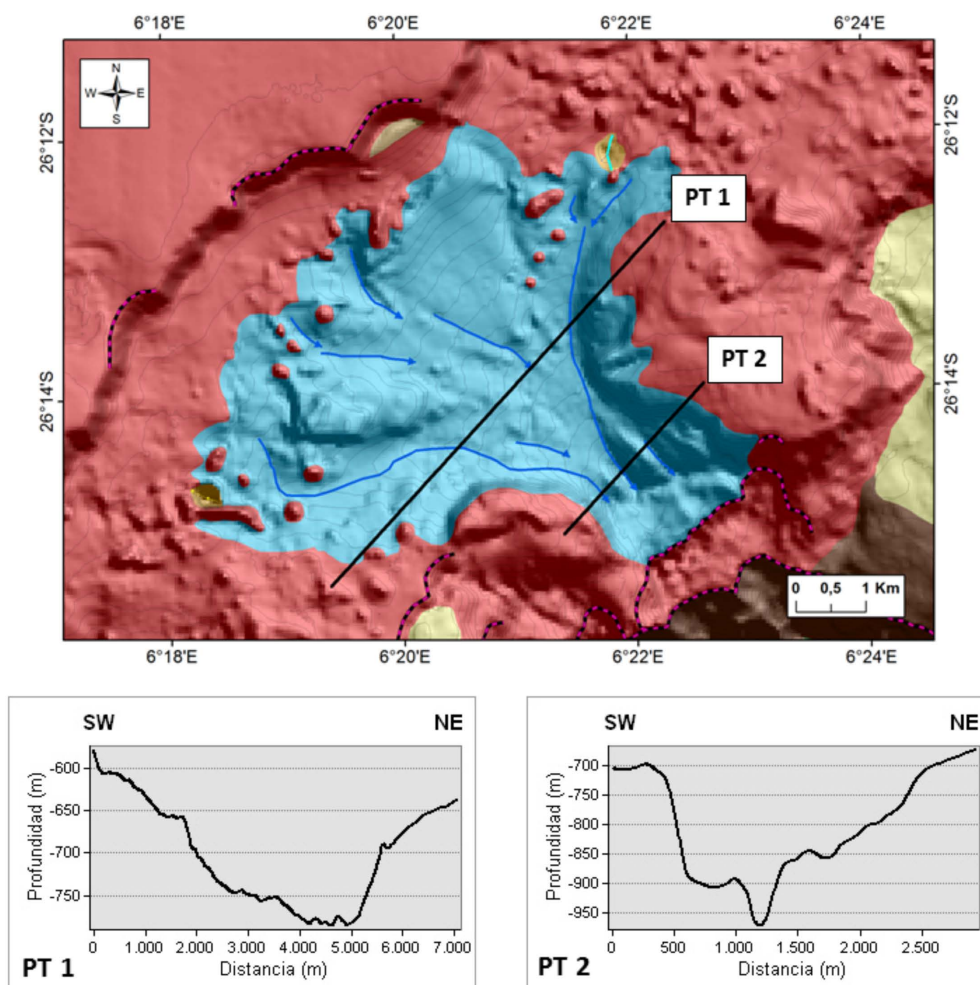 6°18'E 6°20'E 6°22'E 6°24'E
N
W E
S
26°12'S 26°12'S
PT 1
PT 2
26°14'S 26°14'S
0 0,5 1 Km
6°18'E 6°20'E 6°22'E 6°24'E
SW NE
Profundidad (m)
-600
-650
-700
-750
0 1.000 2.000 3.000 4.000 5.000 6.000 7.000
Distancia (m)
PT 1
SW NE
Profundidad (m)
-700
-750
-800
-850
-900
-950
0 500 1.000 1.500 2.000 2.500
Distancia (m)
PT 2